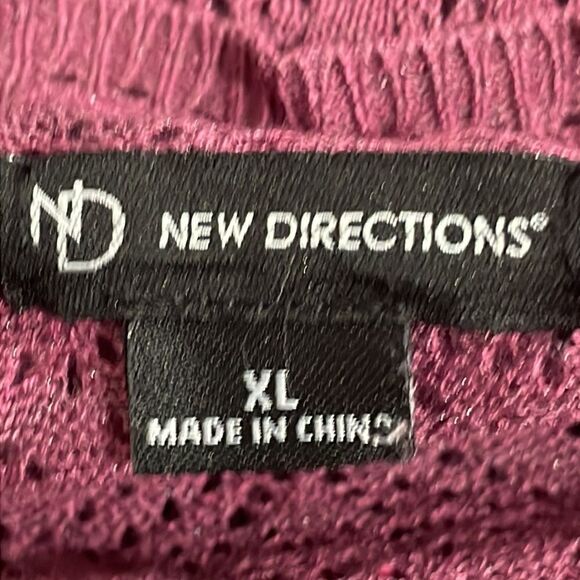 ND NEW DIRECTIONS®
XL
MADE IN CHINA